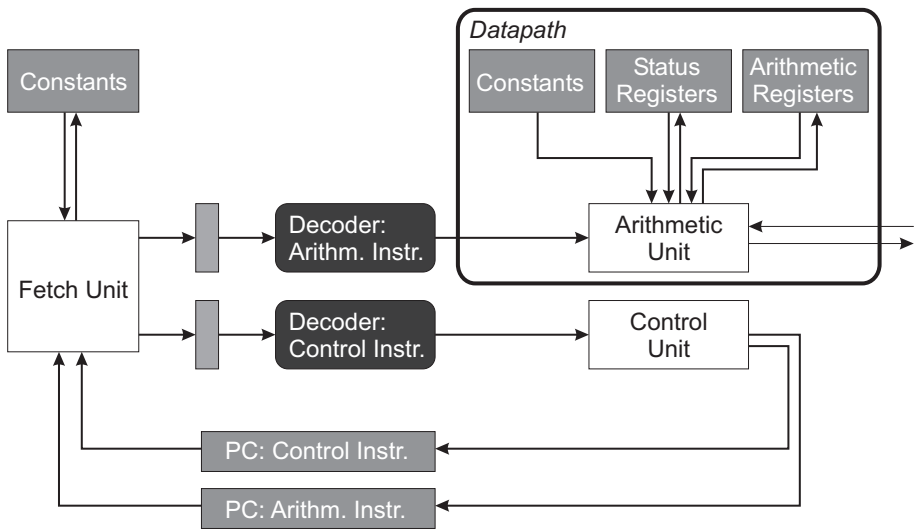 Datapath
Constants
Constants
Status
Registers
Arithmetic
Registers
Fetch Unit
Decoder:
Arithm. Instr.
Arithmetic
Unit
Decoder:
Control Instr.
Control
Unit
PC: Control Instr.
PC: Arithm. Instr.